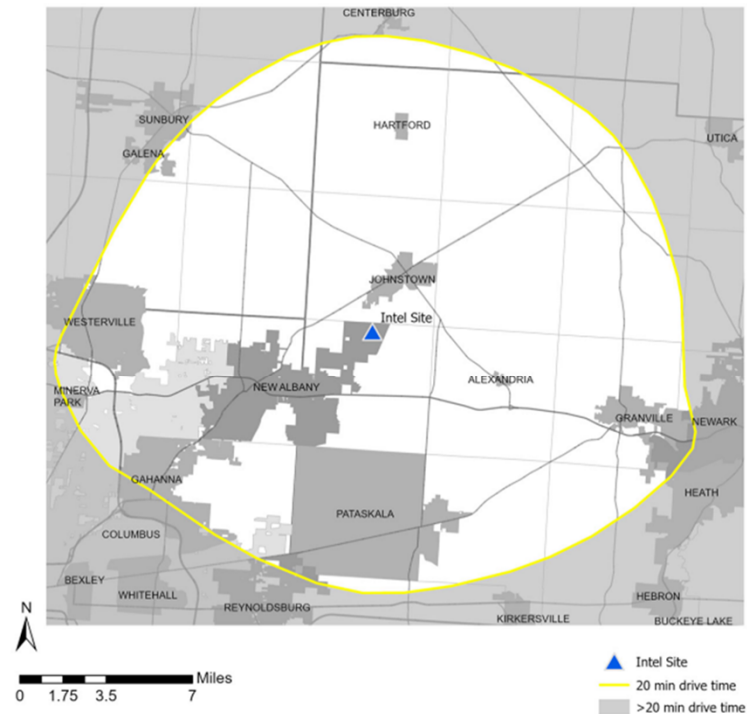 CENTERBURG
SUNBURY
HARTFORD
UTICA
GALENA
JOHNSTOWN
Intel Site
WESTERVILLE
MINERVA
PARK
NEW ALBANY
ALEXANDRIA
GRANVILLE
NEWARK
GAHANNA
HEATH
PATASKALA
COLUMBUS
BEXLEY
WHITEHALL
REYNOLDSBURG
HEBRON
KIRKERSVILLE
BUCKEYE LAKE
N
Miles
0 1.75 3.5 7
Intel Site
20 min drive time
>20 min drive time